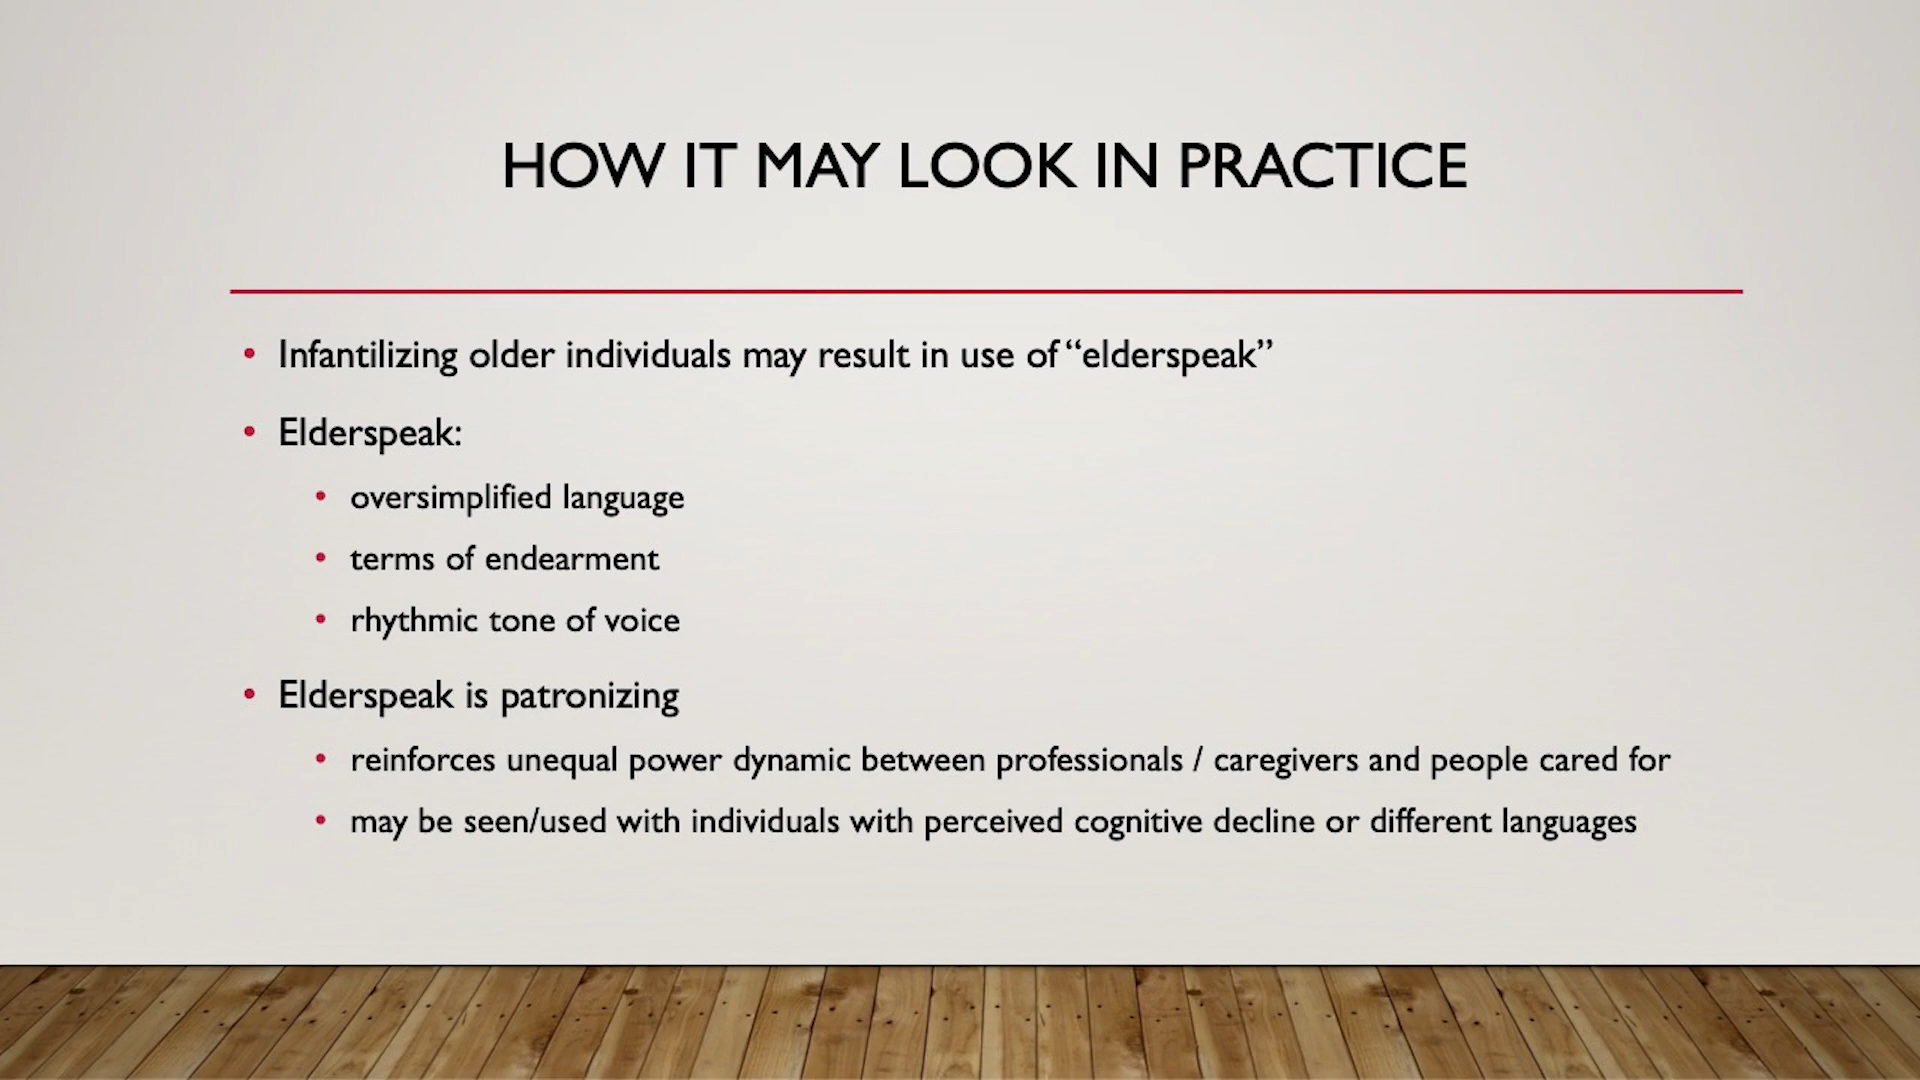 HOW IT MAY LOOK IN PRACTICE
• Infantilizing older individuals may result in use of “elderspeak”
• Elderspeak:
• oversimplified language
• terms of endearment
• rhythmic tone of voice
• Elderspeak is patronizing
• reinforces unequal power dynamic between professionals / caregivers and people cared for
• may be seen/used with individuals with perceived cognitive decline or different languages